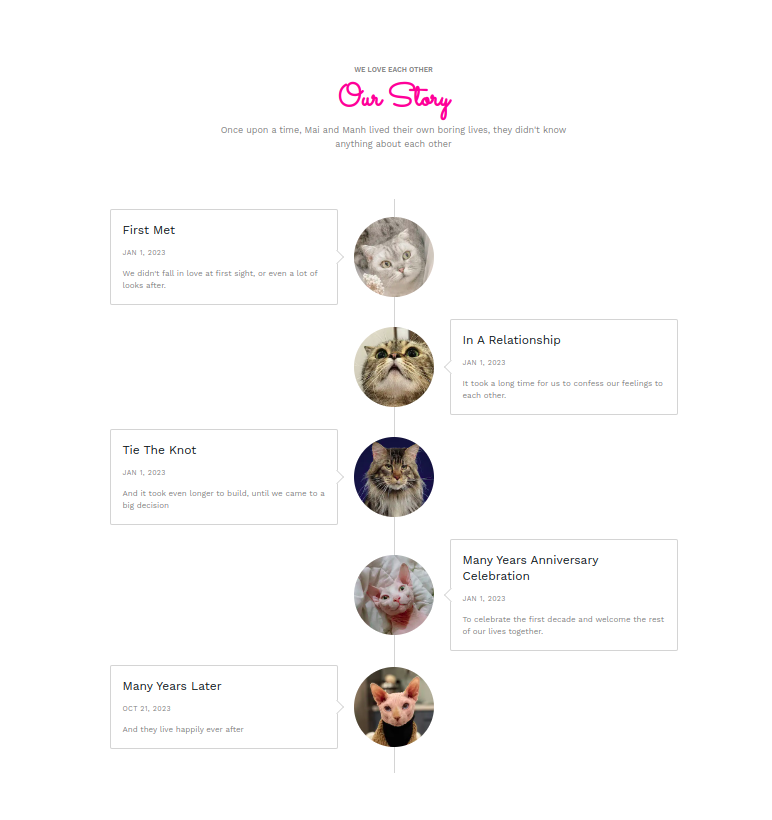 WE LOVE EACH OTHER
Our Story
Once upon a time, Mai and Manh lived their own boring lives, they didn't know
anything about each other
First Met
JAN 1, 2023
We didn't fall in love at first sight, or even a lot of
looks after.
In A Relationship
JAN 1, 2023
It took a long time for us to confess our feelings to
each other.
Tie The Knot
JAN 1, 2023
And it took even longer to build, until we came to a
big decision
Many Years Anniversary
Celebration
JAN 1, 2023
To celebrate the first decade and welcome the rest
of our lives together.
Many Years Later
OCT 21, 2023
And they live happily ever after